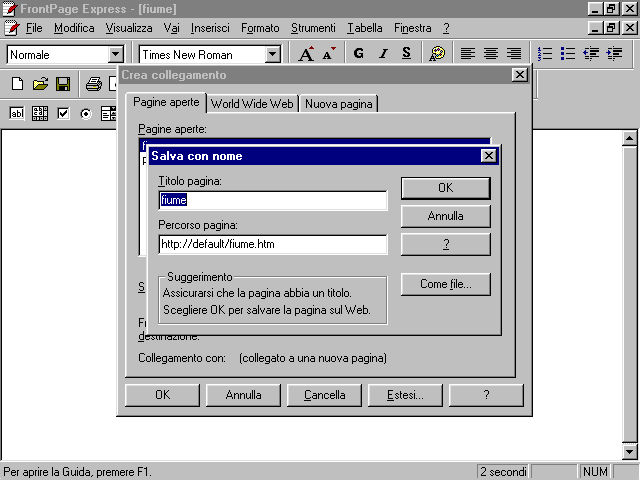 FrontPage Express - [fiume]
File Modifica Visualizza Vai Inserisci Formato Strumenti Tabella Finestra ?
Normale Times New Roman A A G I S
Crea collegamento
Pagine aperte World Wide Web Nuova pagina
Pagine aperte:
Salva con nome
Titolo pagina:
fiume
OK
Annulla
Percorso pagina:
http://default/fiume.htm
?
Suggerimento
Assicurarsi che la pagina abbia un titolo.
Scegliere OK per salvare la pagina sul Web.
Come file...
destinazione:
Collegamento con: (collegato a una nuova pagina)
OK Annulla Cancella Estesi... ?
Per aprire la Guida, premere F1. 2 secondi NUM